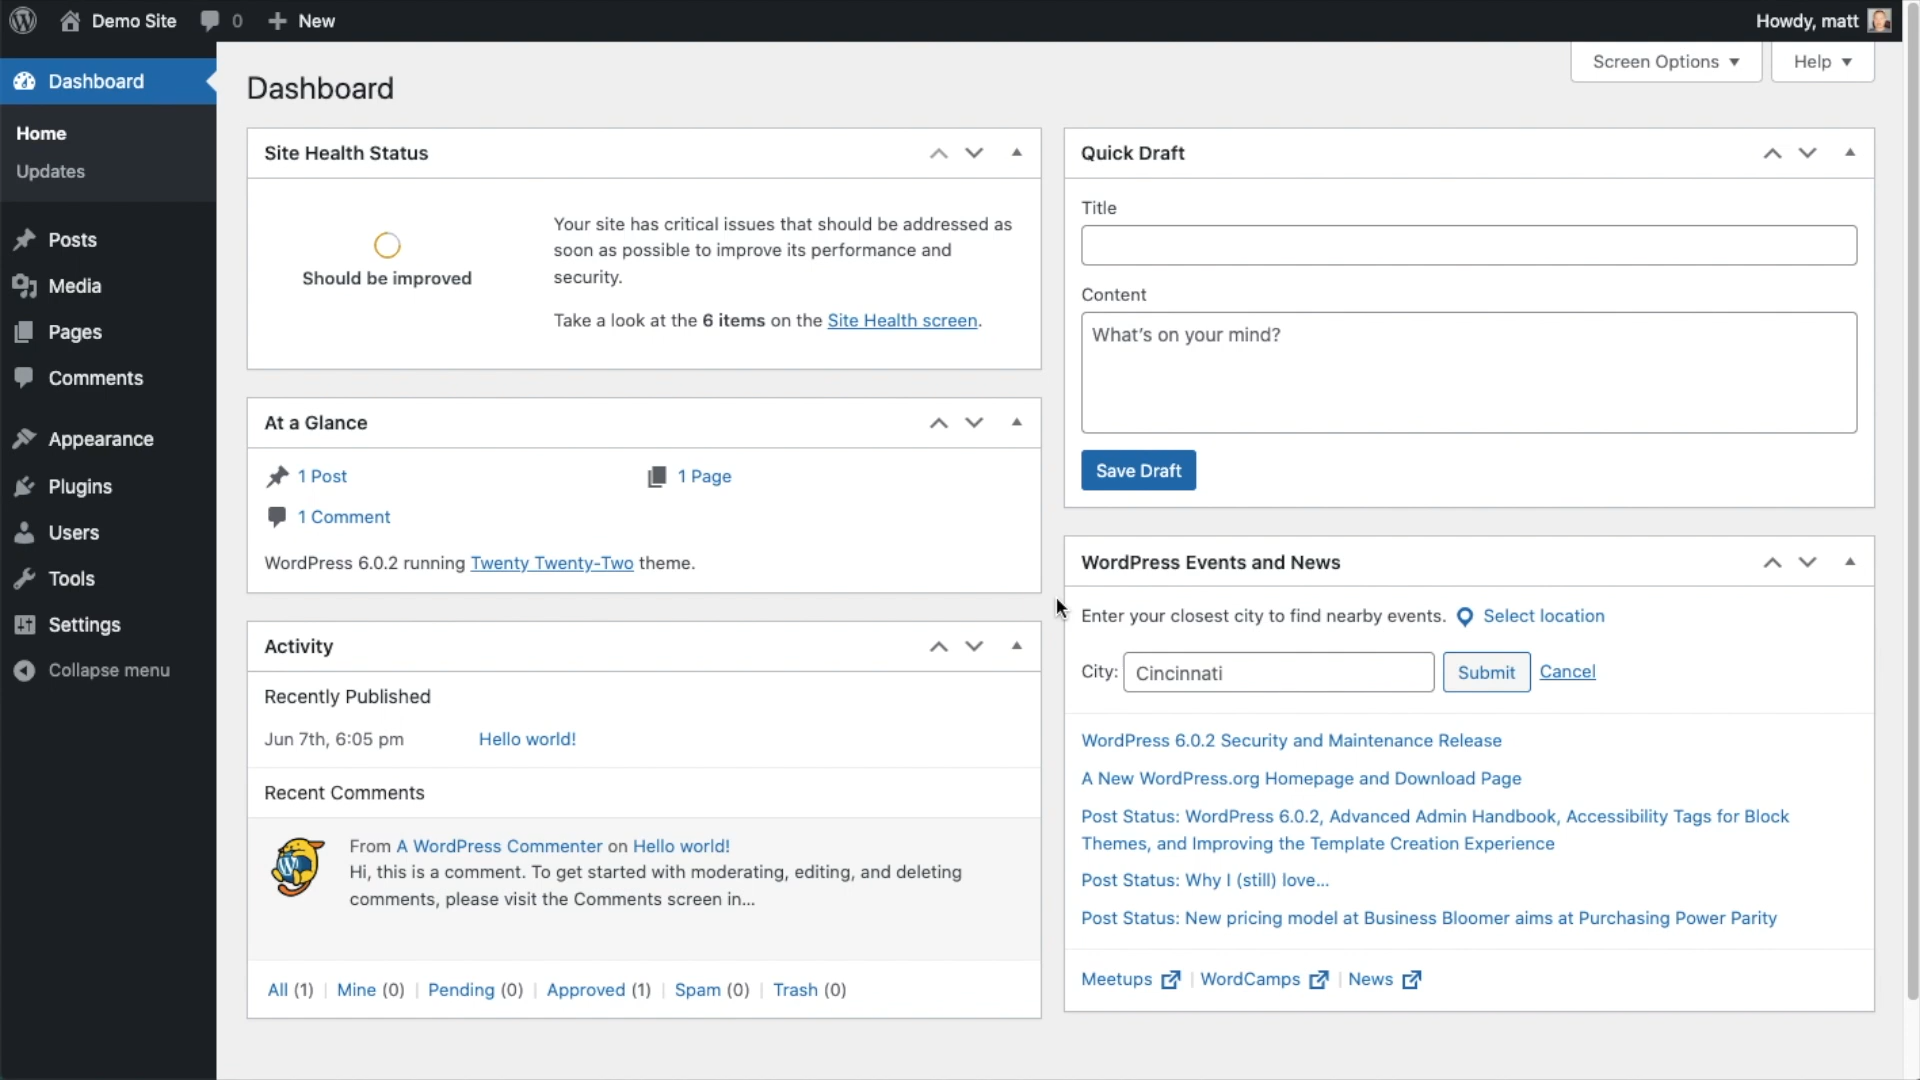 Demo Site 0 New Howdy, matt
Screen Options Help
Dashboard
Home
Updates
Posts
Media
Pages
Comments
Appearance
Plugins
Users
Tools
Settings
Collapse menu
Dashboard
Site Health Status
Should be improved
Your site has critical issues that should be addressed as
soon as possible to improve its performance and
security.
Take a look at the 6 items on the Site Health screen.
At a Glance
1 Post 1 Page
1 Comment
WordPress 6.0.2 running Twenty Twenty-Two theme.
Activity
Recently Published
Jun 7th, 6:05 pm Hello world!
Recent Comments
From A WordPress Commenter on Hello world!
Hi, this is a comment. To get started with moderating, editing, and deleting
comments, please visit the Comments screen in…
All (1) | Mine (0) | Pending (0) | Approved (1) | Spam (0) | Trash (0)
Quick Draft
Title
Content
What’s on your mind?
Save Draft
WordPress Events and News
Enter your closest city to find nearby events. Select location
City: Cincinnati Submit Cancel
WordPress 6.0.2 Security and Maintenance Release
A New WordPress.org Homepage and Download Page
Post Status: WordPress 6.0.2, Advanced Admin Handbook, Accessibility Tags for Block
Themes, and Improving the Template Creation Experience
Post Status: Why I (still) love…
Post Status: New pricing model at Business Bloomer aims at Purchasing Power Parity
Meetups | WordCamps | News